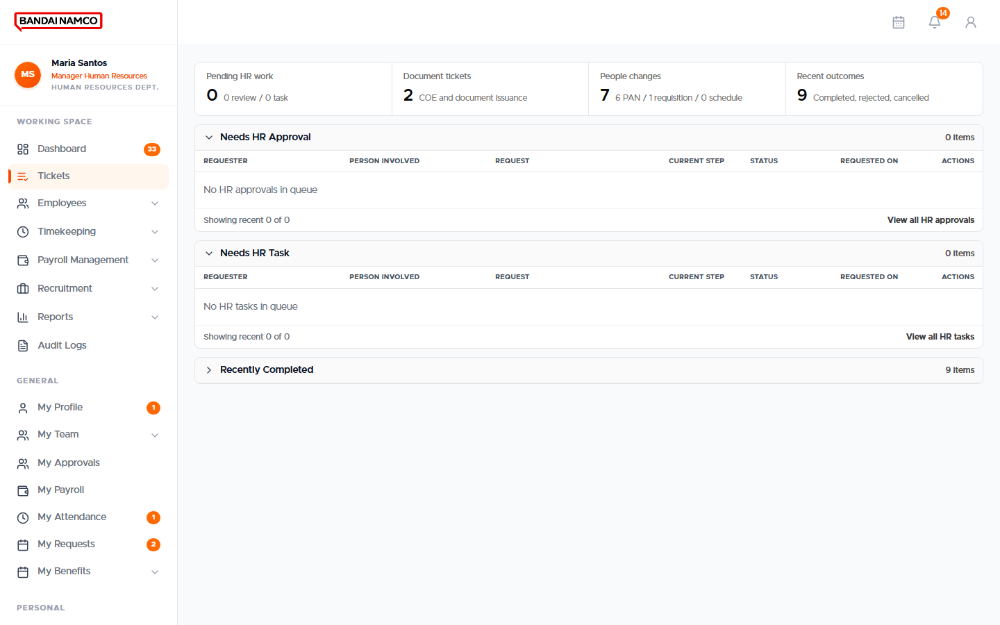 BANDAI NAMCO
14
MS
Maria Santos
Manager Human Resources
HUMAN RESOURCES DEPT.
WORKING SPACE
Dashboard 33
Tickets
Employees
Timekeeping
Payroll Management
Recruitment
Reports
Audit Logs
GENERAL
My Profile 1
My Team
My Approvals
My Payroll
My Attendance 1
My Requests 2
My Benefits
PERSONAL
Pending HR work
0 0 review / 0 task
Document tickets
2 COE and document issuance
People changes
7 6 PAN / 1 requisition / 0 schedule
Recent outcomes
9 Completed, rejected, cancelled
Needs HR Approval 0 items
REQUESTER PERSON INVOLVED REQUEST CURRENT STEP STATUS REQUESTED ON ACTIONS
No HR approvals in queue
Showing recent 0 of 0 View all HR approvals
Needs HR Task 0 items
REQUESTER PERSON INVOLVED REQUEST CURRENT STEP STATUS REQUESTED ON ACTIONS
No HR tasks in queue
Showing recent 0 of 0 View all HR tasks
Recently Completed 9 items